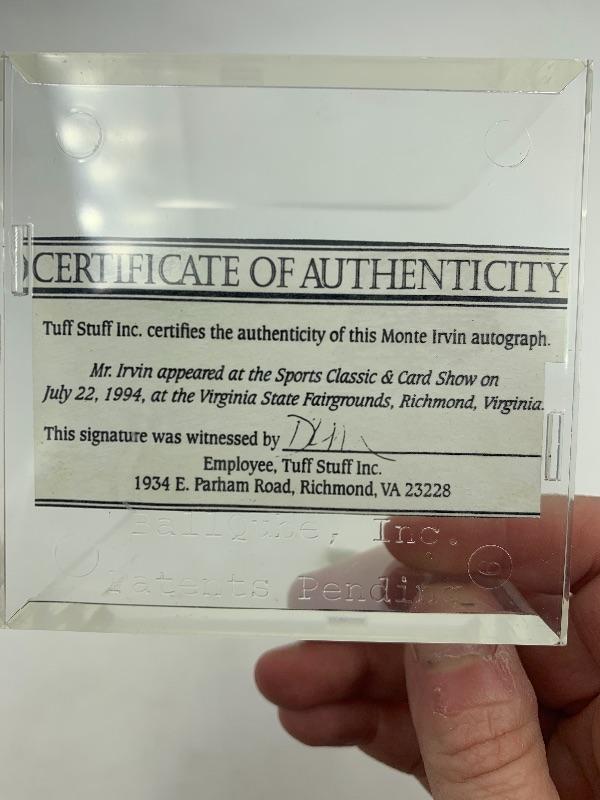 CERTIFICATE OF AUTHENTICITY
Tuff Stuff Inc. certifies the authenticity of this Monte Irvin autograph.
Mr. Irvin appeared at the Sports Classic & Card Show on
July 22, 1994, at the Virginia State Fairgrounds, Richmond, Virginia.
This signature was witnessed by
Employee, Tuff Stuff Inc.
1934 E. Parham Road, Richmond, VA 23228
BallQube, Inc.
Patents Pending